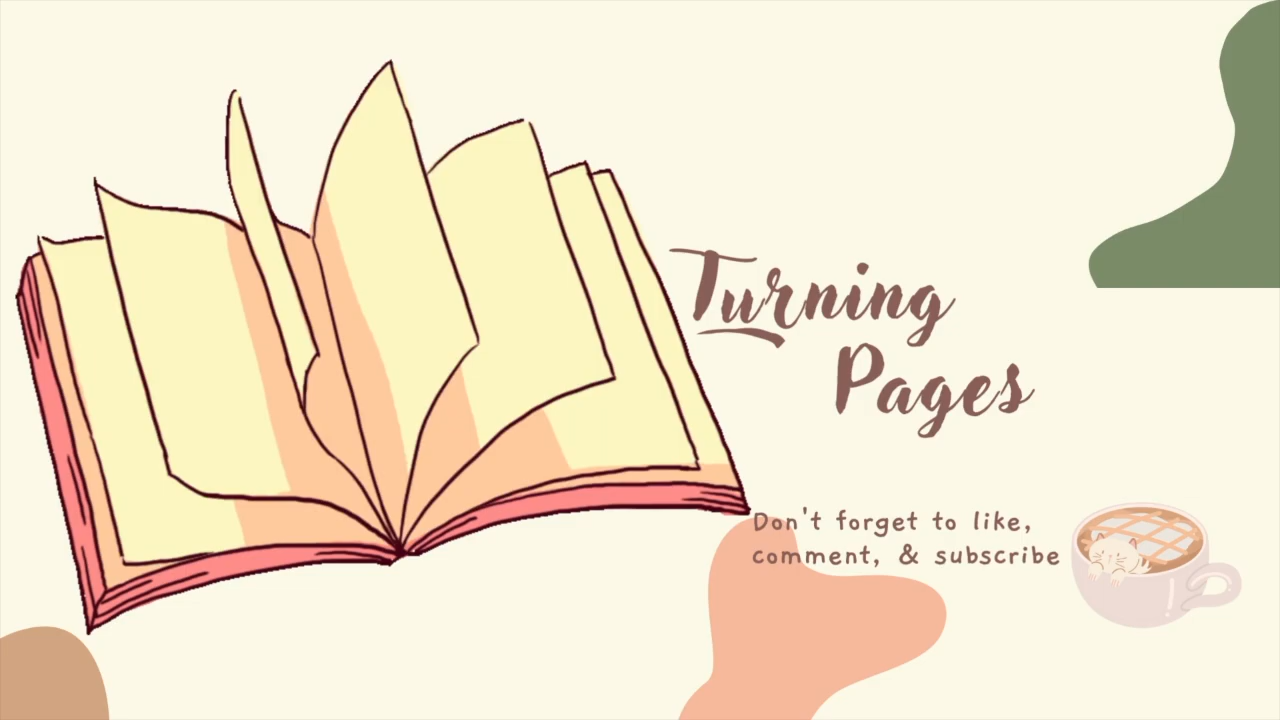 Turning
Pages
Don't forget to like,
comment, & subscribe